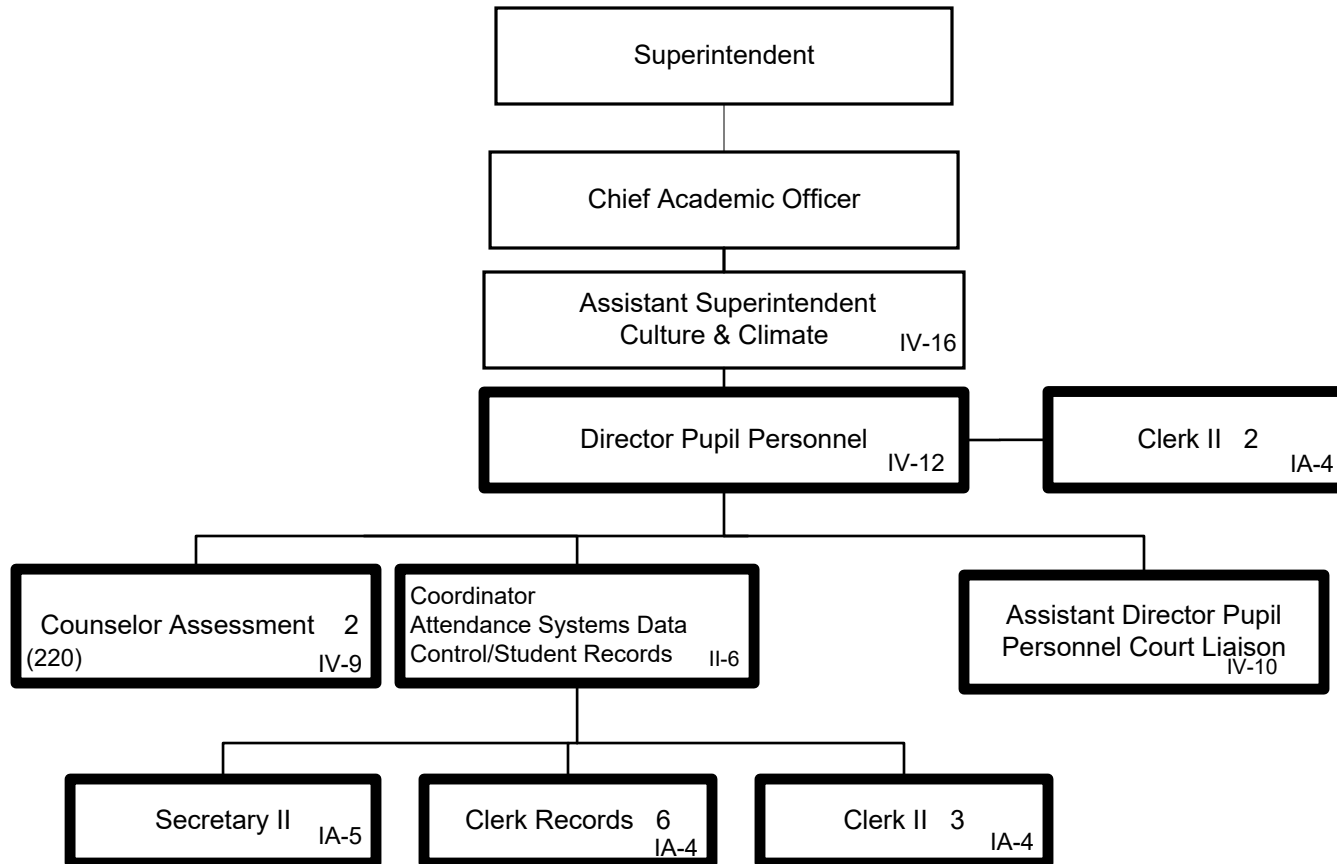 Superintendent
Chief Academic Officer
Assistant Superintendent
Culture & Climate
IV-16
Director Pupil Personnel
IV-12
Clerk II 2
IA-4
Counselor Assessment 2
(220)
IV-9
Coordinator
Attendance Systems Data
Control/Student Records II-6
Assistant Director Pupil
Personnel Court Liaison
IV-10
Secretary II
IA-5
Clerk Records 6
IA-4
Clerk II 3
IA-4